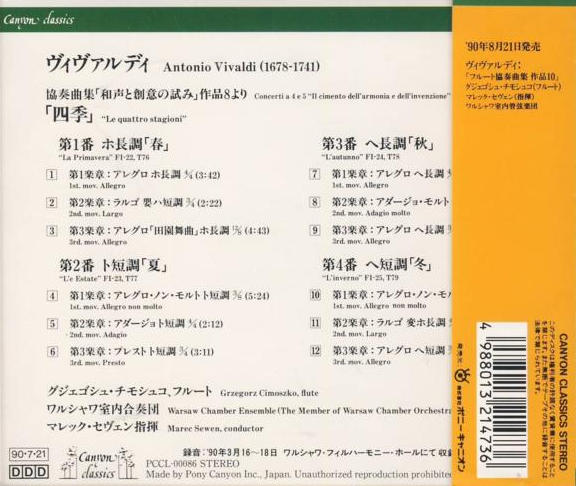 Canyon classics
ヴィヴァルディ Antonio Vivaldi (1678-1741)
協奏曲集「和声と創意の試み」作品8より Concerti a 4 e 5 "Il cimento dell'armonia e dell'invenzione"
「四季」 "Le quattro stagioni"
第1番 ホ長調「春」
"La Primavera" F I-22, T76
1 第1楽章:アレグロ ホ長調 4/4 (3:42)
1st. mov. Allegro
2 第2楽章:ラルゴ 嬰ハ短調 3/4 (2:22)
2nd. mov. Largo
3 第3楽章:アレグロ「田園舞曲」ホ長調 12/8 (4:43)
3rd. mov. Allegro
第2番 ト短調「夏」
"L'e Estate" F I-23, T77
4 第1楽章:アレグロ・ノン・モルト ト短調 3/8 (5:24)
1st. mov. Allegro non molto
5 第2楽章:アダージョ ト短調 4/4 (2:12)
2nd. mov. Adagio
6 第3楽章:プレスト ト短調 3/4 (3:11)
3rd. mov. Presto
第3番 ヘ長調「秋」
"L'autunno" F I-24, T78
7 第1楽章:アレグロ ヘ長調
1st. mov. Allegro
8 第2楽章:アダージョ・モルト
2nd. mov. Adagio molto
9 第3楽章:アレグロ ヘ長調
3rd. mov. Allegro
第4番 ヘ短調「冬」
"L'inverno" F I-25, T79
10 第1楽章:アレグロ・ノン・モ
1st. mov. Allegro non molto
11 第2楽章:ラルゴ 変ホ長調
2nd. mov. Largo
12 第3楽章:アレグロ ヘ短調
3rd. mov. Allegro
グジェゴシュ・チモシュコ、フルート Grzegorz Cimoszko, flute
ワルシャワ室内合奏団 Warsaw Chamber Ensemble (The Member of Warsaw Chamber Orchestra
マレック・セヴェン指揮 Marec Sewen, conductor
90・7・21
DDD
Canyon classics
録音:'90年3月16〜18日 ワルシャワ・フィルハーモニー・ホールにて収録
PCCL-00086 STEREO
Made by Pony Canyon Inc., Japan. Unauthorized reproduction prohibited
'90年8月21日発売
ヴィヴァルディ:
「フルート協奏曲集 作品10」
グジェゴシュ・チモシュコ(フルート)
マレック・セヴェン(指揮)
ワルシャワ室内管弦楽団
発売元
株式会社 ポニーキャニオン
4 988013 214736
CANYON CLASSICS STEREO